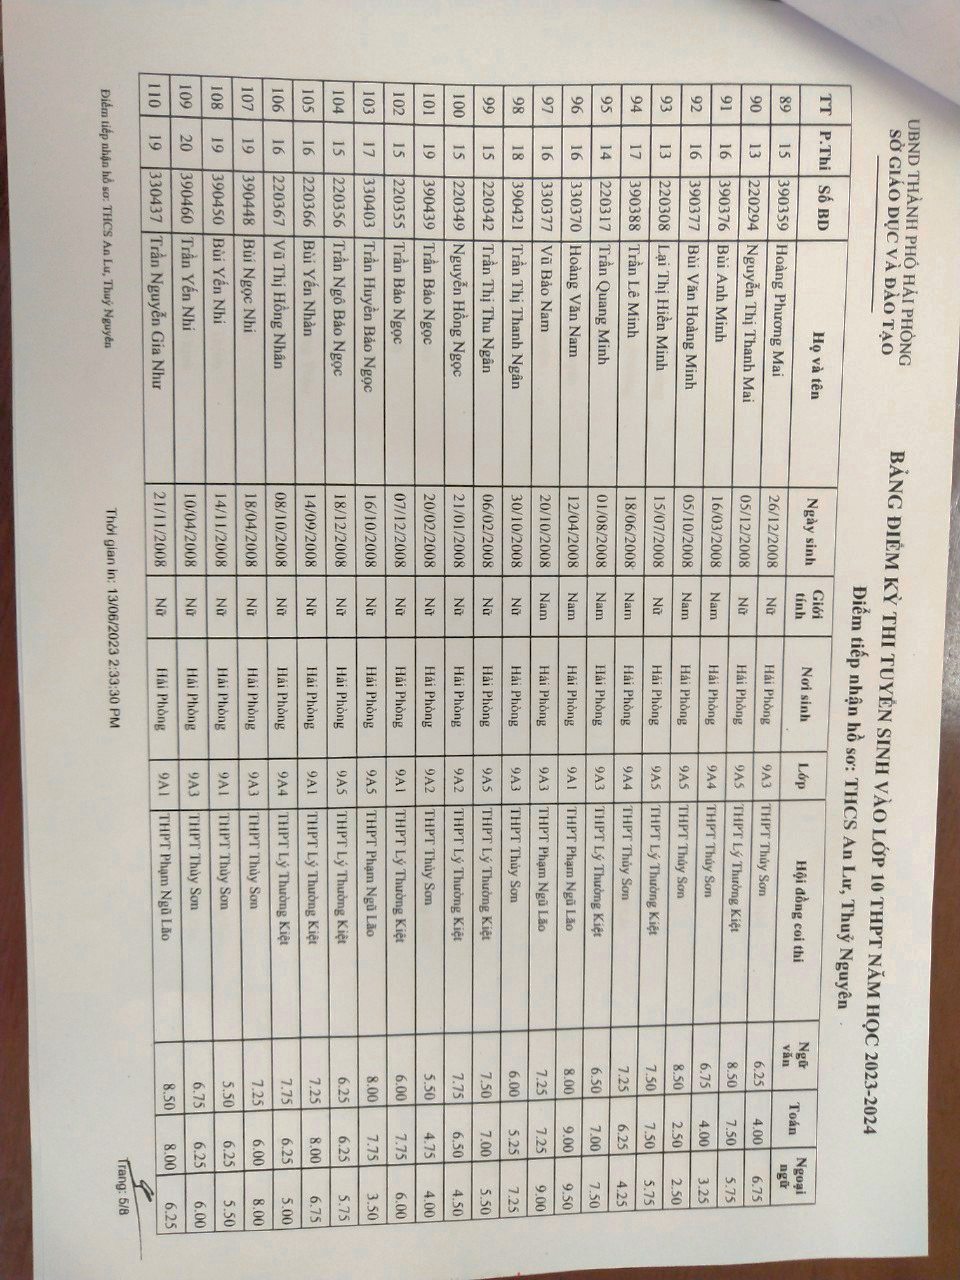 UBND THÀNH PHỐ HẢI PHÒNG
SỞ GIÁO DỤC VÀ ĐÀO TẠO
BẢNG ĐIỂM KỲ THI TUYỂN SINH VÀO LỚP 10 THPT NĂM HỌC 2023-2024
Điểm tiếp nhận hồ sơ: THCS An Lư, Thuỷ Nguyên
TT P.Thi Số BD Họ và tên Ngày sinh Giới tính Nơi sinh Lớp Hội đồng coi thi Ngữ văn Toán Ngoại ngữ
89 15 390359 Hoàng Phương Mai 26/12/2008 Nữ Hải Phòng 9A3 THPT Thủy Sơn 6.25 4.00 6.75
90 13 220294 Nguyễn Thị Thanh Mai 05/12/2008 Nữ Hải Phòng 9A5 THPT Lý Thường Kiệt 8.50 7.50 5.75
91 16 390376 Bùi Anh Minh 16/03/2008 Nam Hải Phòng 9A4 THPT Thủy Sơn 6.75 4.00 3.25
92 16 390377 Bùi Văn Hoàng Minh 05/10/2008 Nam Hải Phòng 9A5 THPT Thủy Sơn 8.50 2.50 2.50
93 13 220308 Lại Thị Hiền Minh 15/07/2008 Nữ Hải Phòng 9A5 THPT Lý Thường Kiệt 7.50 7.50 5.75
94 17 390388 Trần Lê Minh 18/06/2008 Nam Hải Phòng 9A4 THPT Thủy Sơn 7.25 6.25 4.25
95 14 220317 Trần Quang Minh 01/08/2008 Nam Hải Phòng 9A3 THPT Lý Thường Kiệt 6.50 7.00 7.50
96 16 330370 Hoàng Văn Nam 12/04/2008 Nam Hải Phòng 9A1 THPT Phạm Ngũ Lão 8.00 9.00 9.50
97 16 330377 Vũ Bảo Nam 20/10/2008 Nam Hải Phòng 9A3 THPT Phạm Ngũ Lão 7.25 7.25 9.00
98 18 390421 Trần Thị Thanh Ngân 30/10/2008 Nữ Hải Phòng 9A3 THPT Thủy Sơn 6.00 5.25 7.25
99 15 220342 Trần Thị Thu Ngân 06/02/2008 Nữ Hải Phòng 9A5 THPT Lý Thường Kiệt 7.50 7.00 5.50
100 15 220349 Nguyễn Hồng Ngọc 21/01/2008 Nữ Hải Phòng 9A2 THPT Lý Thường Kiệt 7.75 6.50 4.50
101 19 390439 Trần Bảo Ngọc 20/02/2008 Nữ Hải Phòng 9A2 THPT Thủy Sơn 5.50 4.75 4.00
102 15 220355 Trần Bảo Ngọc 07/12/2008 Nữ Hải Phòng 9A1 THPT Lý Thường Kiệt 6.00 7.75 6.00
103 17 330403 Trần Huyền Bảo Ngọc 16/10/2008 Nữ Hải Phòng 9A5 THPT Phạm Ngũ Lão 8.00 7.75 3.50
104 15 220356 Trần Ngô Bảo Ngọc 18/12/2008 Nữ Hải Phòng 9A5 THPT Lý Thường Kiệt 6.25 6.25 5.75
105 16 220366 Bùi Yến Nhàn 14/09/2008 Nữ Hải Phòng 9A1 THPT Lý Thường Kiệt 7.25 8.00 6.75
106 16 220367 Vũ Thị Hồng Nhân 08/10/2008 Nữ Hải Phòng 9A4 THPT Lý Thường Kiệt 7.75 6.25 5.00
107 19 390448 Bùi Ngọc Nhi 18/04/2008 Nữ Hải Phòng 9A3 THPT Thủy Sơn 7.25 6.00 8.00
108 19 390450 Bùi Yến Nhi 14/11/2008 Nữ Hải Phòng 9A1 THPT Thủy Sơn 5.50 6.25 5.50
109 20 390460 Trần Yến Nhi 10/04/2008 Nữ Hải Phòng 9A3 THPT Thủy Sơn 6.75 6.25 6.00
110 19 330437 Trần Nguyễn Gia Như 21/11/2008 Nữ Hải Phòng 9A1 THPT Phạm Ngũ Lão 8.50 8.00 6.25
Điểm tiếp nhận hồ sơ: THCS An Lư, Thuỷ Nguyên Thời gian in: 13/06/2023 2:33:30 PM Trang: 5/8